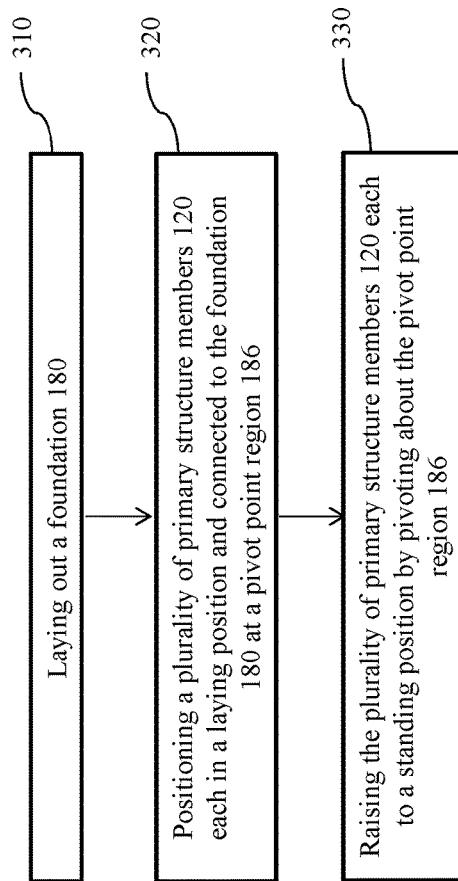 310
Laying out a foundation 180
320
Positioning a plurality of primary structure members 120
each in a laying position and connected to the foundation
180 at a pivot point region 186
330
Raising the plurality of primary structure members 120 each
to a standing position by pivoting about the pivot point
region 186